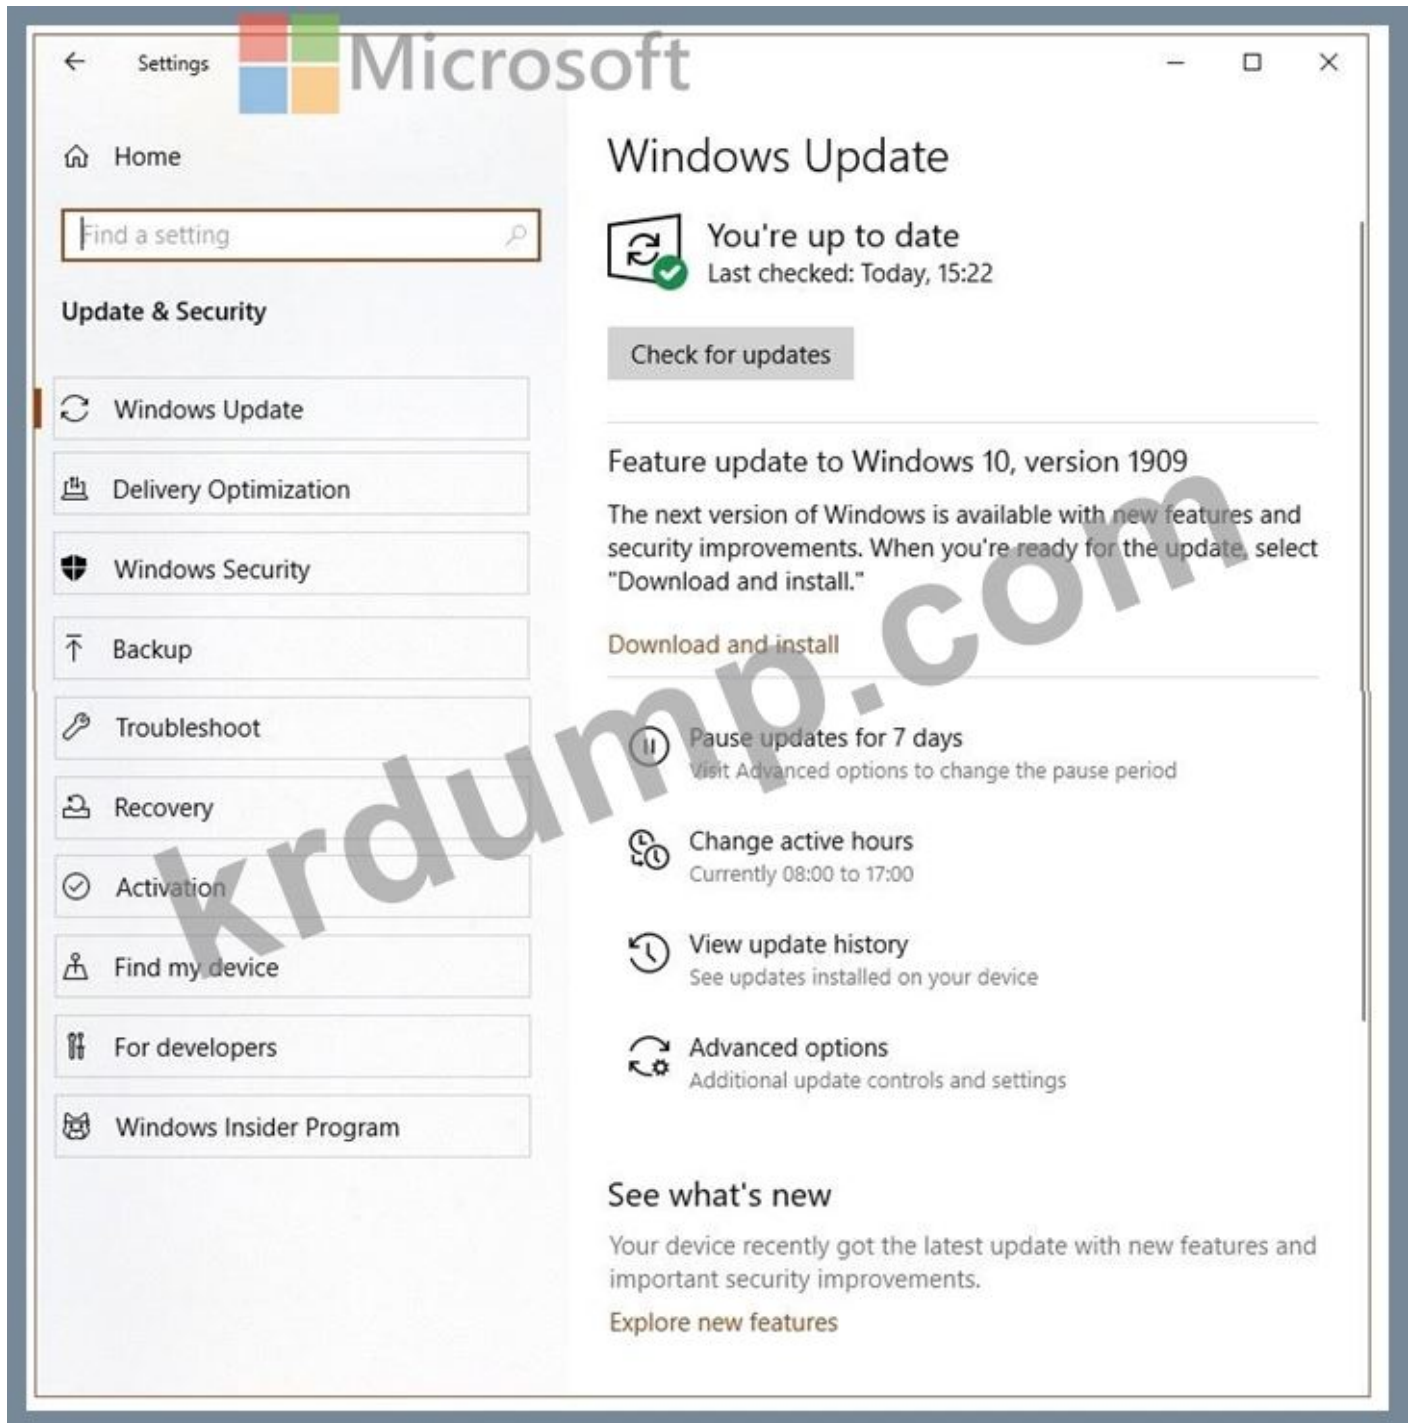 Settings
Microsoft
Home
Find a setting
Update & Security
Windows Update
Delivery Optimization
Windows Security
Backup
Troubleshoot
Recovery
Activation
Find my device
For developers
Windows Insider Program
Windows Update
You're up to date
Last checked: Today, 15:22
Check for updates
Feature update to Windows 10, version 1909
The next version of Windows is available with new features and
security improvements. When you're ready for the update, select
"Download and install."
Download and install
Pause updates for 7 days
Visit Advanced options to change the pause period
Change active hours
Currently 08:00 to 17:00
View update history
See updates installed on your device
Advanced options
Additional update controls and settings
See what's new
Your device recently got the latest update with new features and
important security improvements.
Explore new features
krdump.com